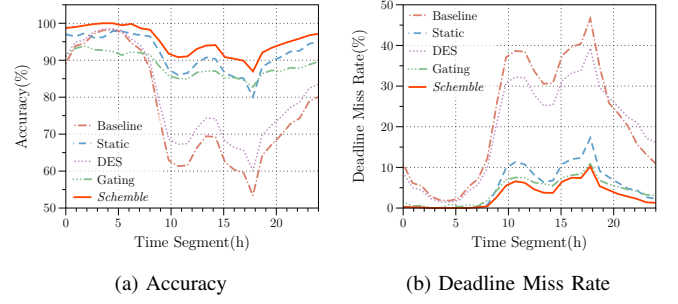 100
90
80
70
60
50
Accuracy(%)
Baseline
Static
DES
Gating
Schemble
0
5
10
15
20
Time Segment(h)
(a) Accuracy
50
40
30
20
10
0
Deadline Miss Rate(%)
Baseline
Static
DES
Gating
Schemble
0
5
10
15
20
Time Segment(h)
(b) Deadline Miss Rate